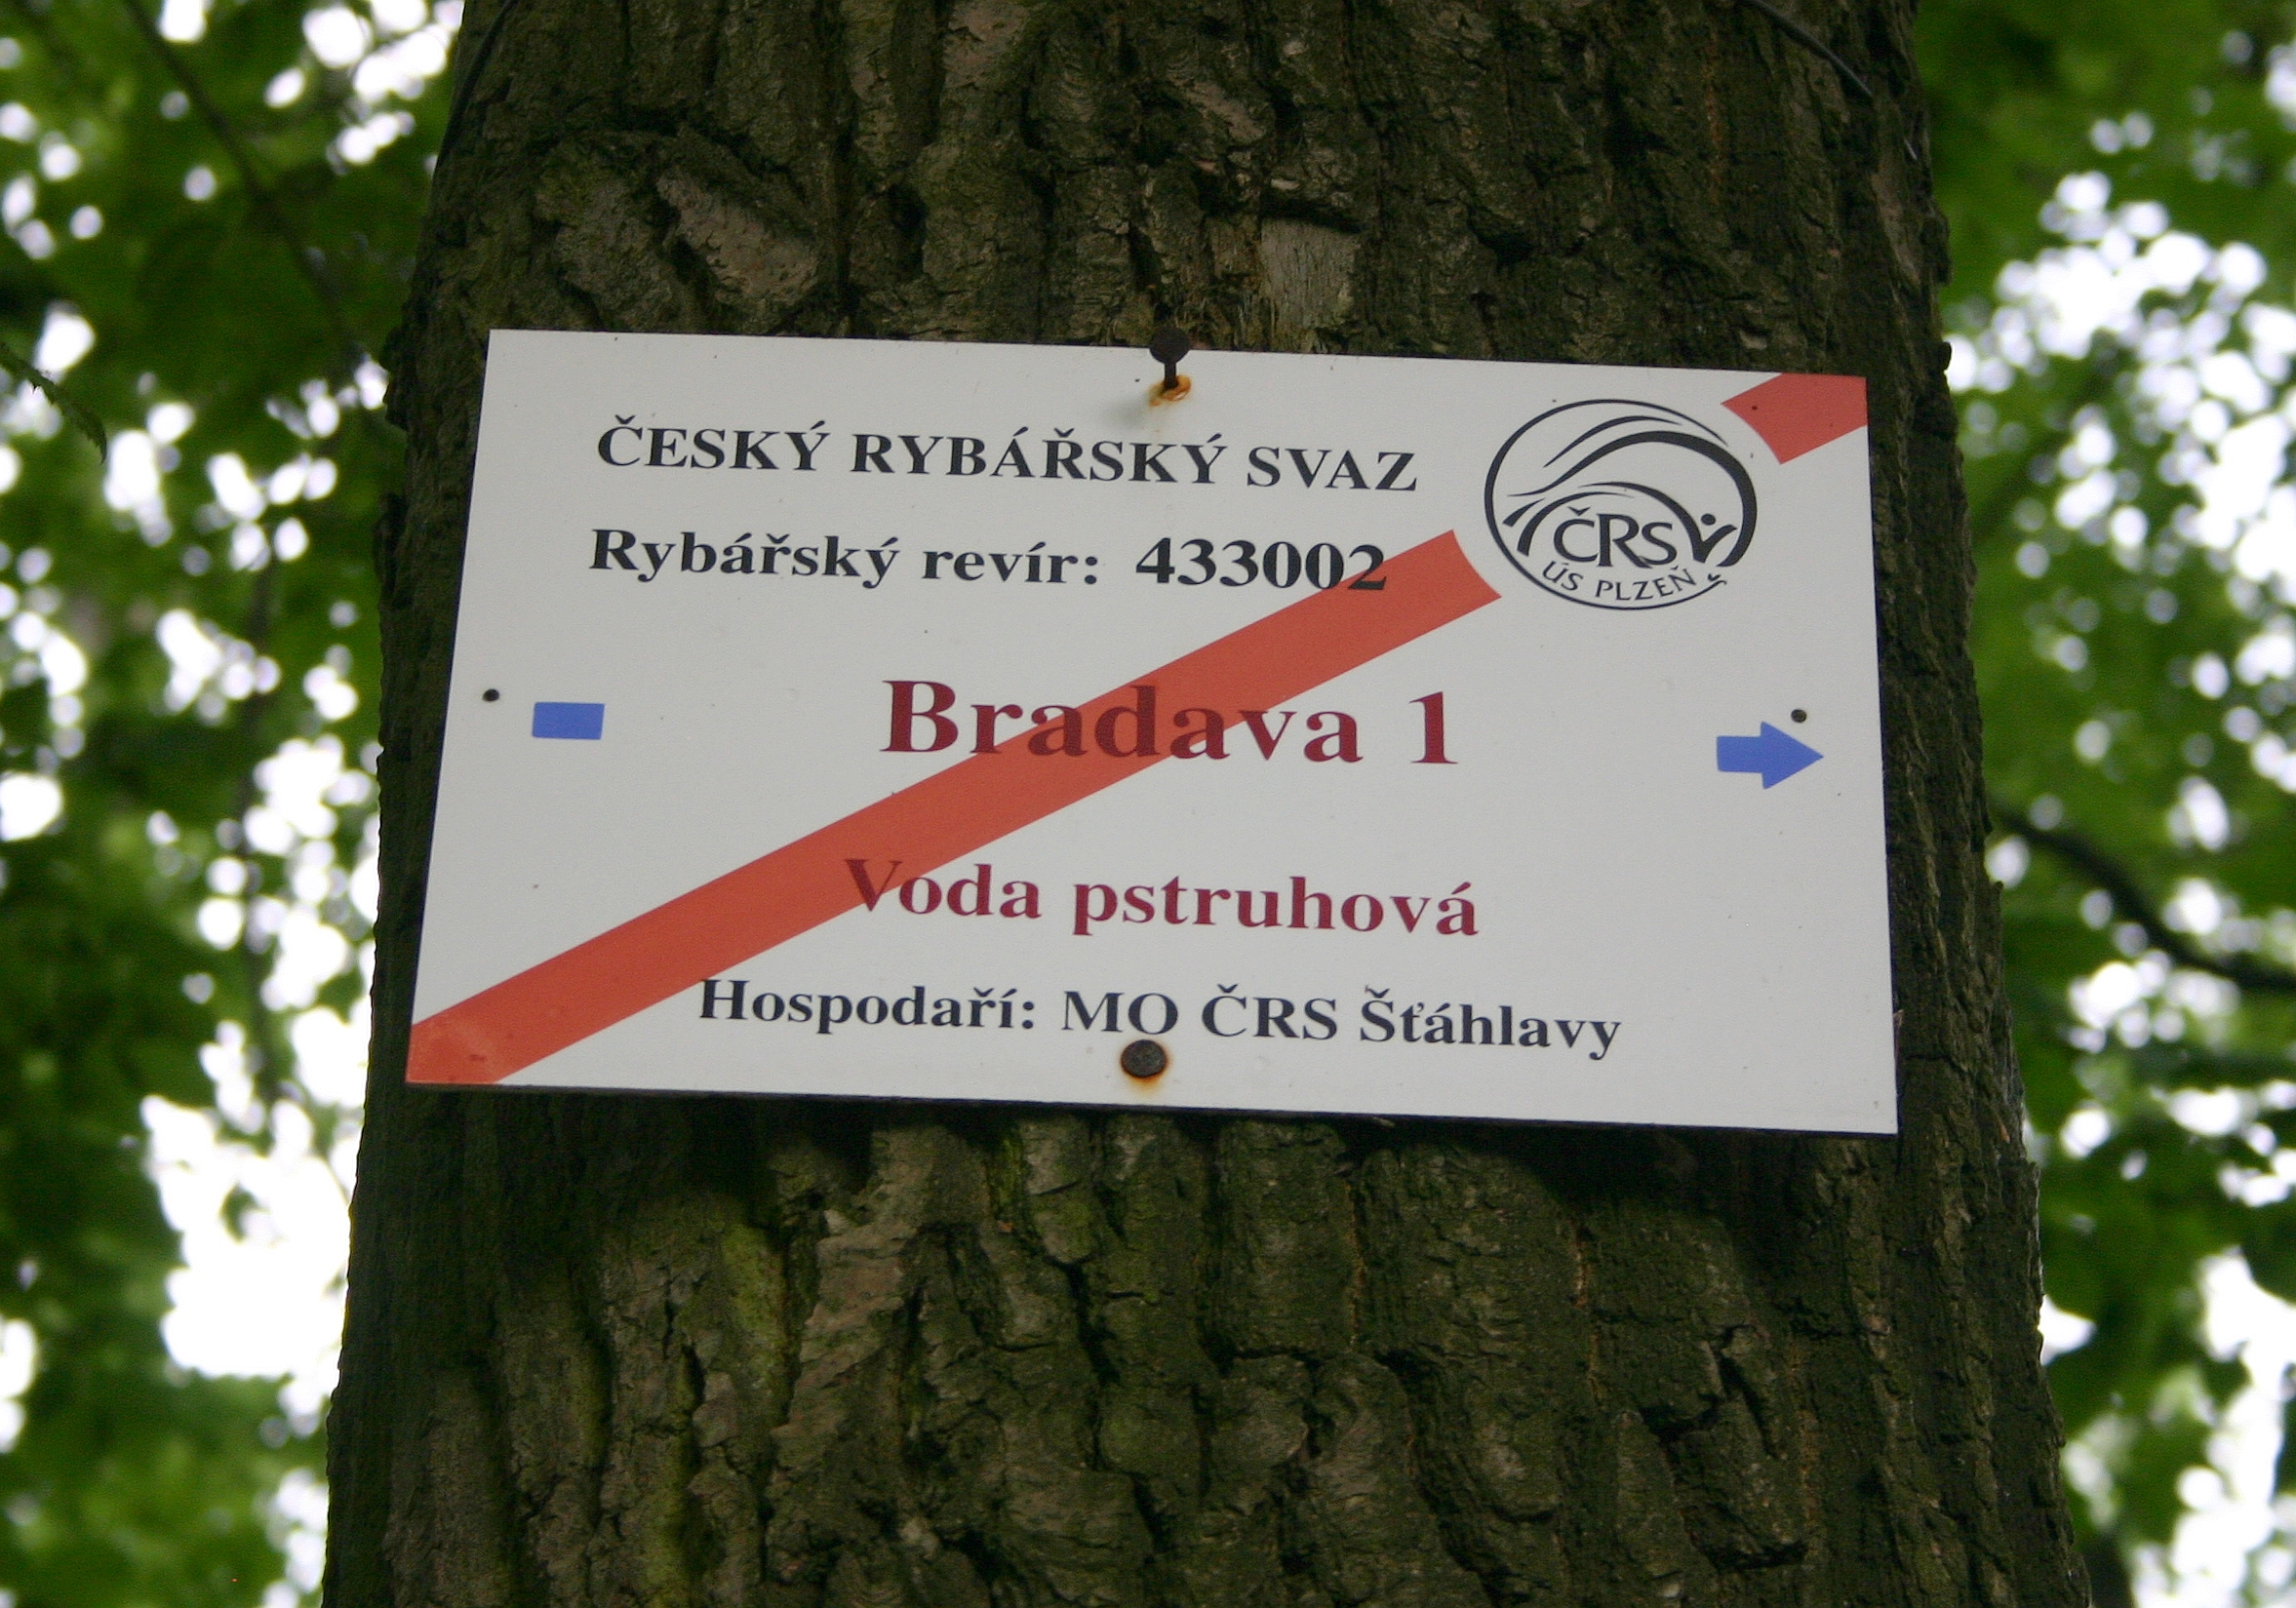 ČESKÝ RYBÁŘSKÝ SVAZ
Rybářský revír: 433002
ČRS
ÚS PLZEŇ
Bradava 1
Voda pstruhová
Hospodaří: MO ČRS Šťáhlavy